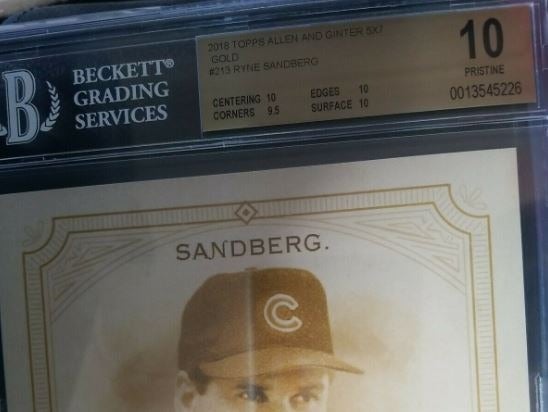 B
BECKETT®
GRADING
SERVICES
2018 TOPPS ALLEN AND GINTER 5X7
GOLD
#213 RYNE SANDBERG
CENTERING 10 EDGES 10
CORNERS 9.5 SURFACE 10
10
PRISTINE
0013545226
SANDBERG.
C